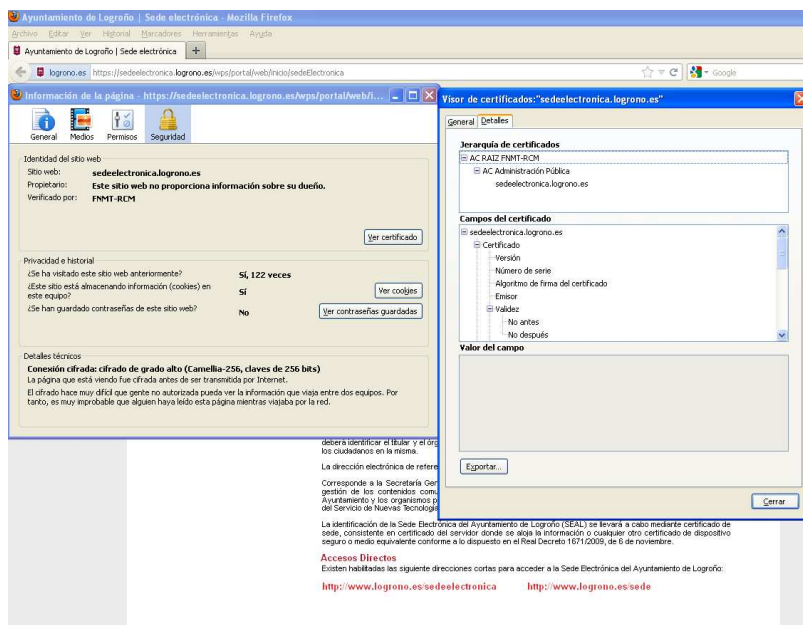 Ayuntamiento de Logroño | Sede electrónica - Mozilla Firefox
Archivo Editar Ver Historial Marcadores Herramientas Ayuda
Ayuntamiento de Logroño | Sede electrónica +
logrono.es https://sedeelectronica.logrono.es/wps/portal/web/inicio/sedeElectronica Google
Información de la página - https://sedeelectronica.logrono.es/wps/portal/web/i...
General Medios Permisos Seguridad
Identidad del sitio web
Sitio web: sedeelectronica.logrono.es
Propietario: Este sitio web no proporciona información sobre su dueño.
Verificado por: FNMT-RCM
Ver certificado
Privacidad e historial
¿Se ha visitado este sitio web anteriormente? Sí, 122 veces
¿Este sitio está almacenando información (cookies) en
este equipo? Sí Ver cookies
¿Se han guardado contraseñas de este sitio web? No Ver contraseñas guardadas
Detalles técnicos
Conexión cifrada: cifrado de grado alto (Camellia-256, claves de 256 bits)
La página que está viendo fue cifrada antes de ser transmitida por Internet.
El cifrado hace muy difícil que gente no autorizada pueda ver la información que viaja entre dos equipos. Por
tanto, es muy improbable que alguien haya leído esta página mientras viajaba por la red.
Visor de certificados:"sedeelectronica.logrono.es"
General Detalles
Jerarquía de certificados
AC RAIZ FNMT-RCM
AC Administración Pública
sedeelectronica.logrono.es
Campos del certificado
sedeelectronica.logrono.es
Certificado
Versión
Número de serie
Algoritmo de firma del certificado
Emisor
Validez
No antes
No después
Valor del campo
Exportar...
Cerrar
deberá identificar el titular y el órg
los ciudadanos en la misma.
La dirección electrónica de refere
Corresponde a la Secretaría Gen
gestión de los contenidos comu
Ayuntamiento y los organismos p
del Servicio de Nuevas Tecnología
La identificación de la Sede Electrónica del Ayuntamiento de Logroño (SEAL) se llevará a cabo mediante certificado de
sede, consistente en certificado del servidor donde se aloja la información o cualquier otro certificado de dispositivo
seguro o medio equivalente conforme a lo dispuesto en el Real Decreto 1671/2009, de 6 de noviembre.
Accesos Directos
Existen habilitadas las siguiente direcciones cortas para acceder a la Sede Electrónica del Ayuntamiento de Logroño:
http://www.logrono.es/sedeelectronica http://www.logrono.es/sede